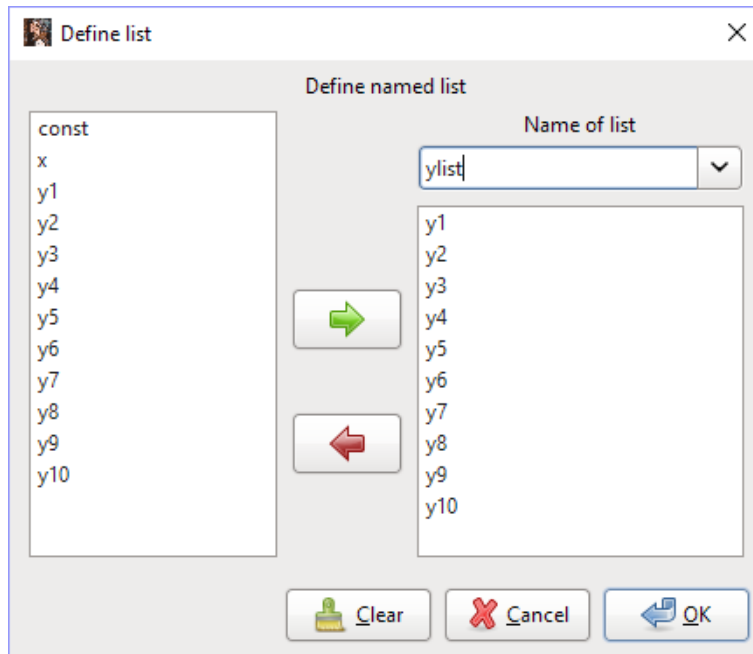 Define list
Define named list
const
x
y1
y2
y3
y4
y5
y6
y7
y8
y9
y10
Name of list
ylist
y1
y2
y3
y4
y5
y6
y7
y8
y9
y10
Clear
Cancel
OK